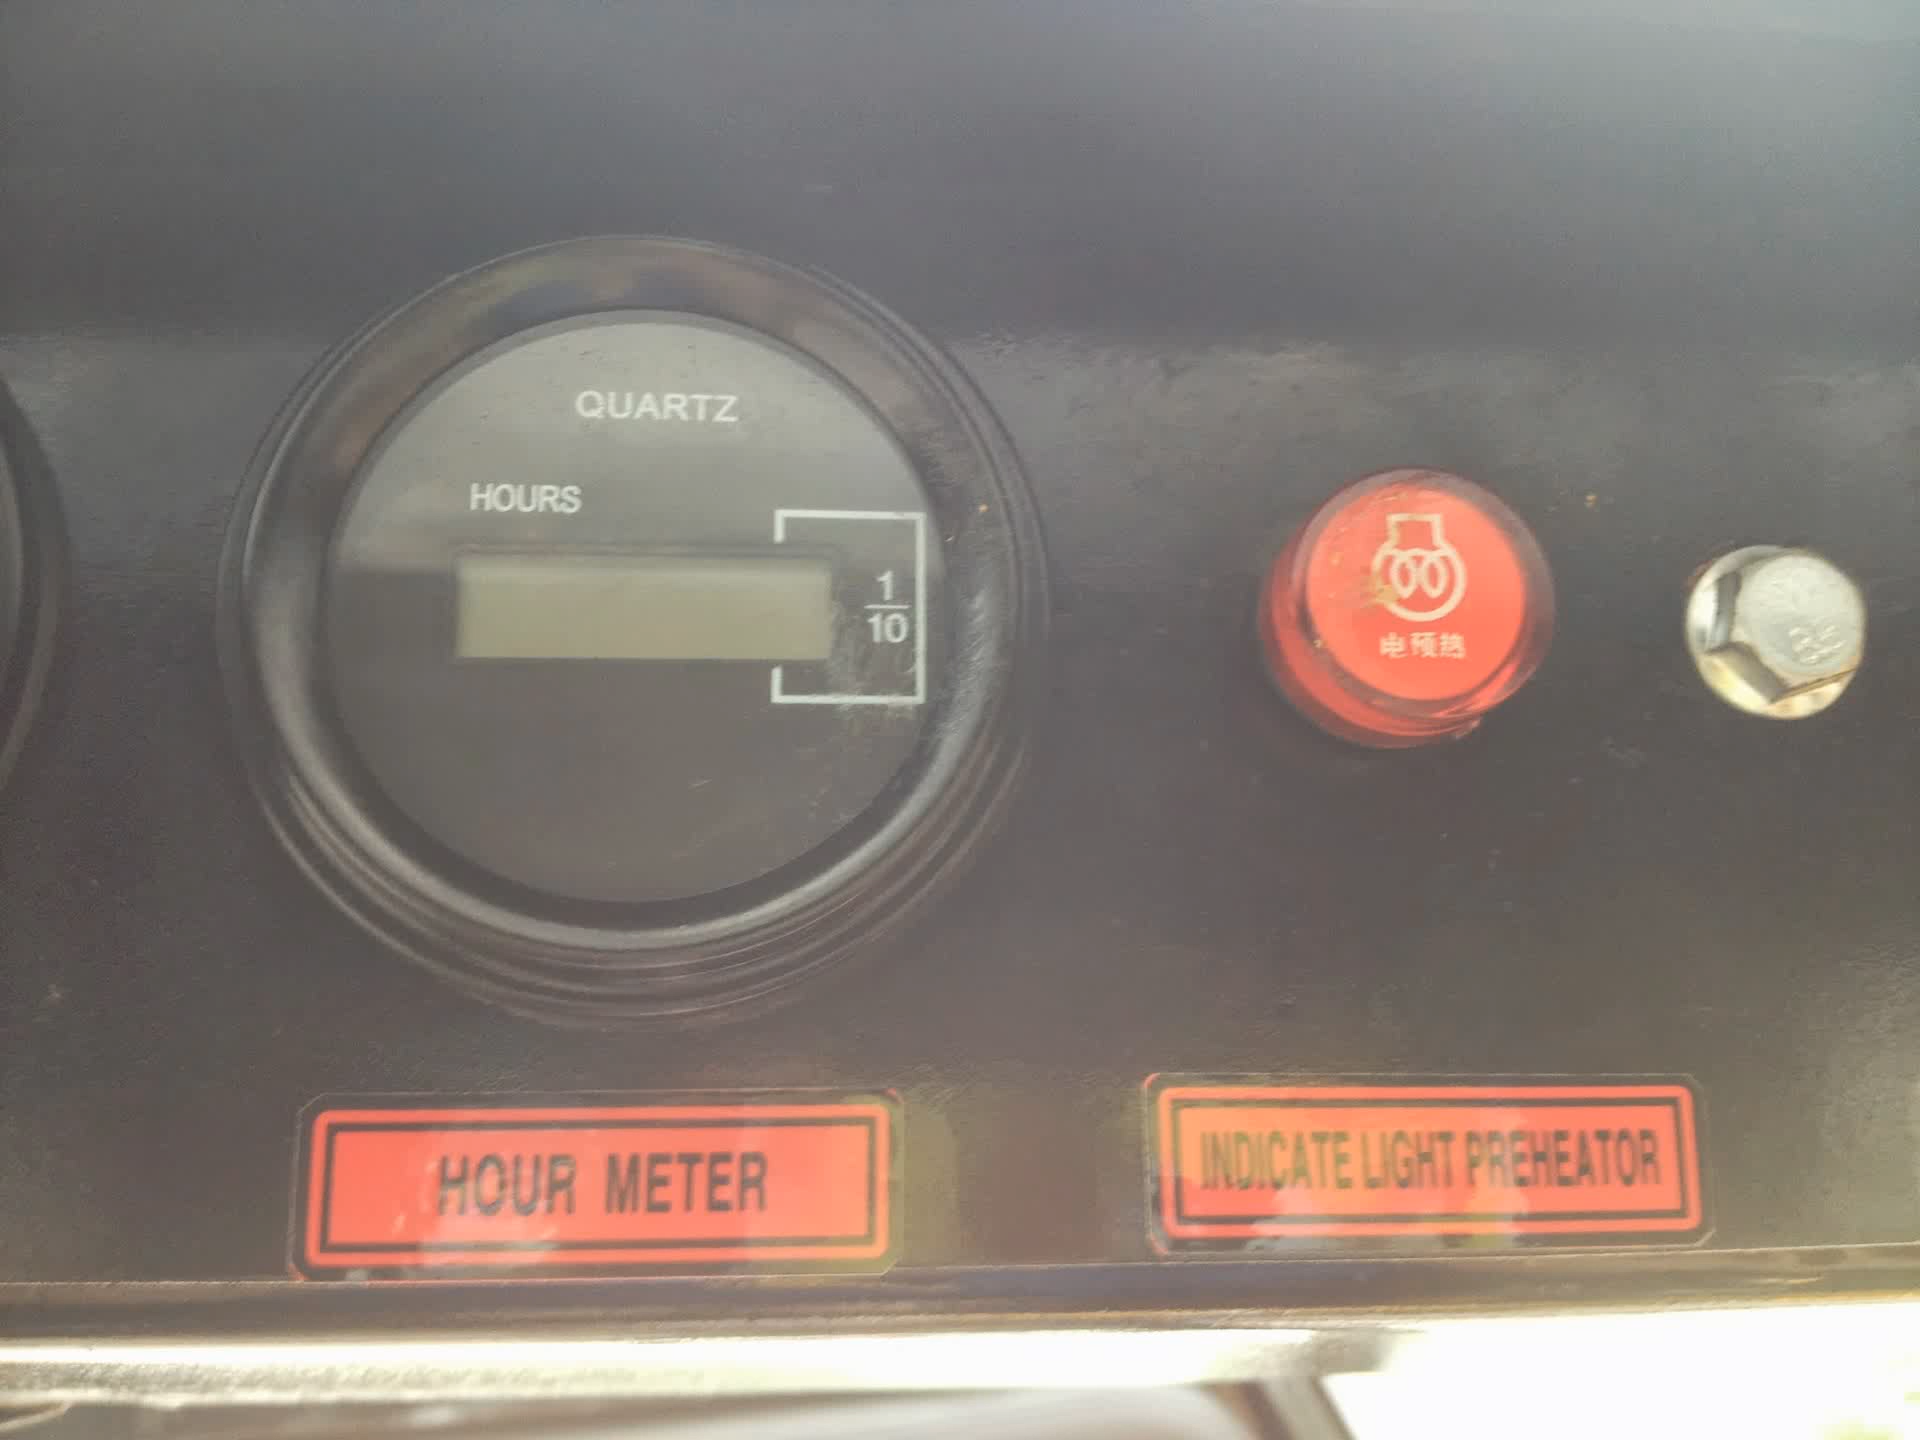 QUARTZ
HOURS
1
10
电预热
HOUR METER
INDICATE LIGHT PREHEATOR